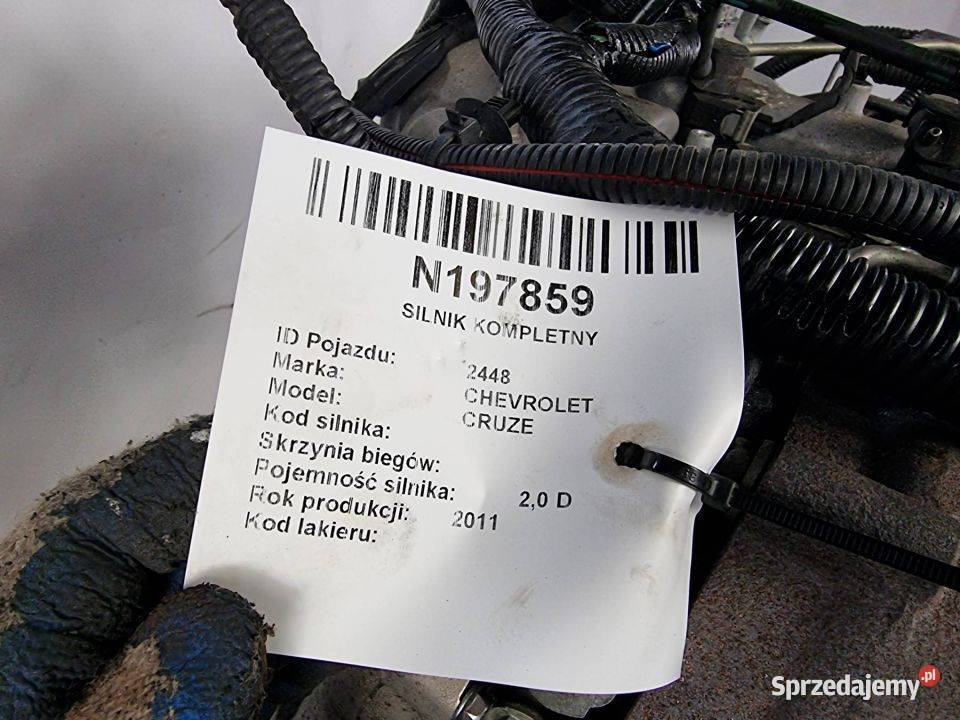 N197859
SILNIK KOMPLETNY
ID Pojazdu: 2448
Marka: CHEVROLET
Model: CRUZE
Kod silnika:
Skrzynia biegów:
Pojemność silnika: 2,0 D
Rok produkcji: 2011
Kod lakieru:
Sprzedajemy.pl